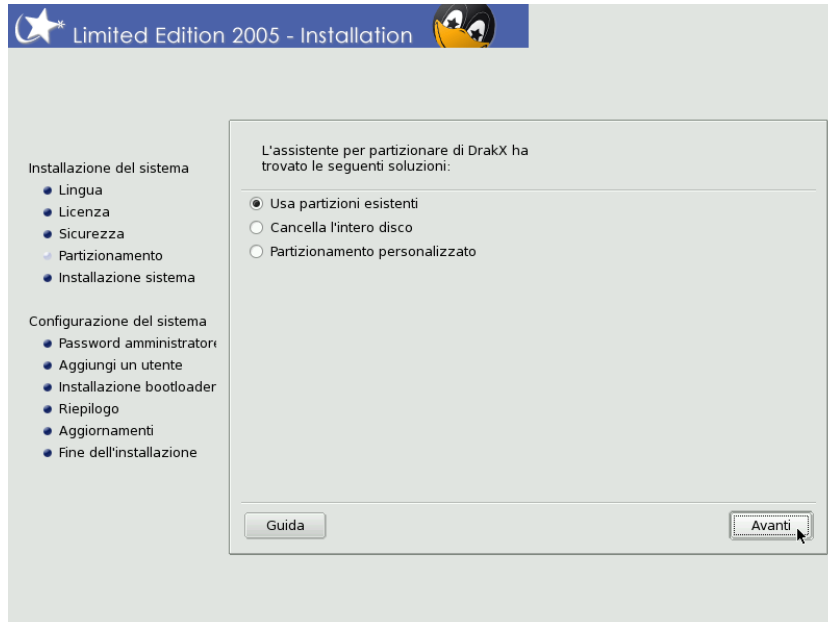 Limited Edition 2005 - Installation
Installazione del sistema
Lingua
Licenza
Sicurezza
Partizionamento
Installazione sistema
Configurazione del sistema
Password amministratore
Aggiungi un utente
Installazione bootloader
Riepilogo
Aggiornamenti
Fine dell'installazione
L'assistente per partizionare di DrakX ha
trovato le seguenti soluzioni:
Usa partizioni esistenti
Cancella l'intero disco
Partizionamento personalizzato
Guida
Avanti